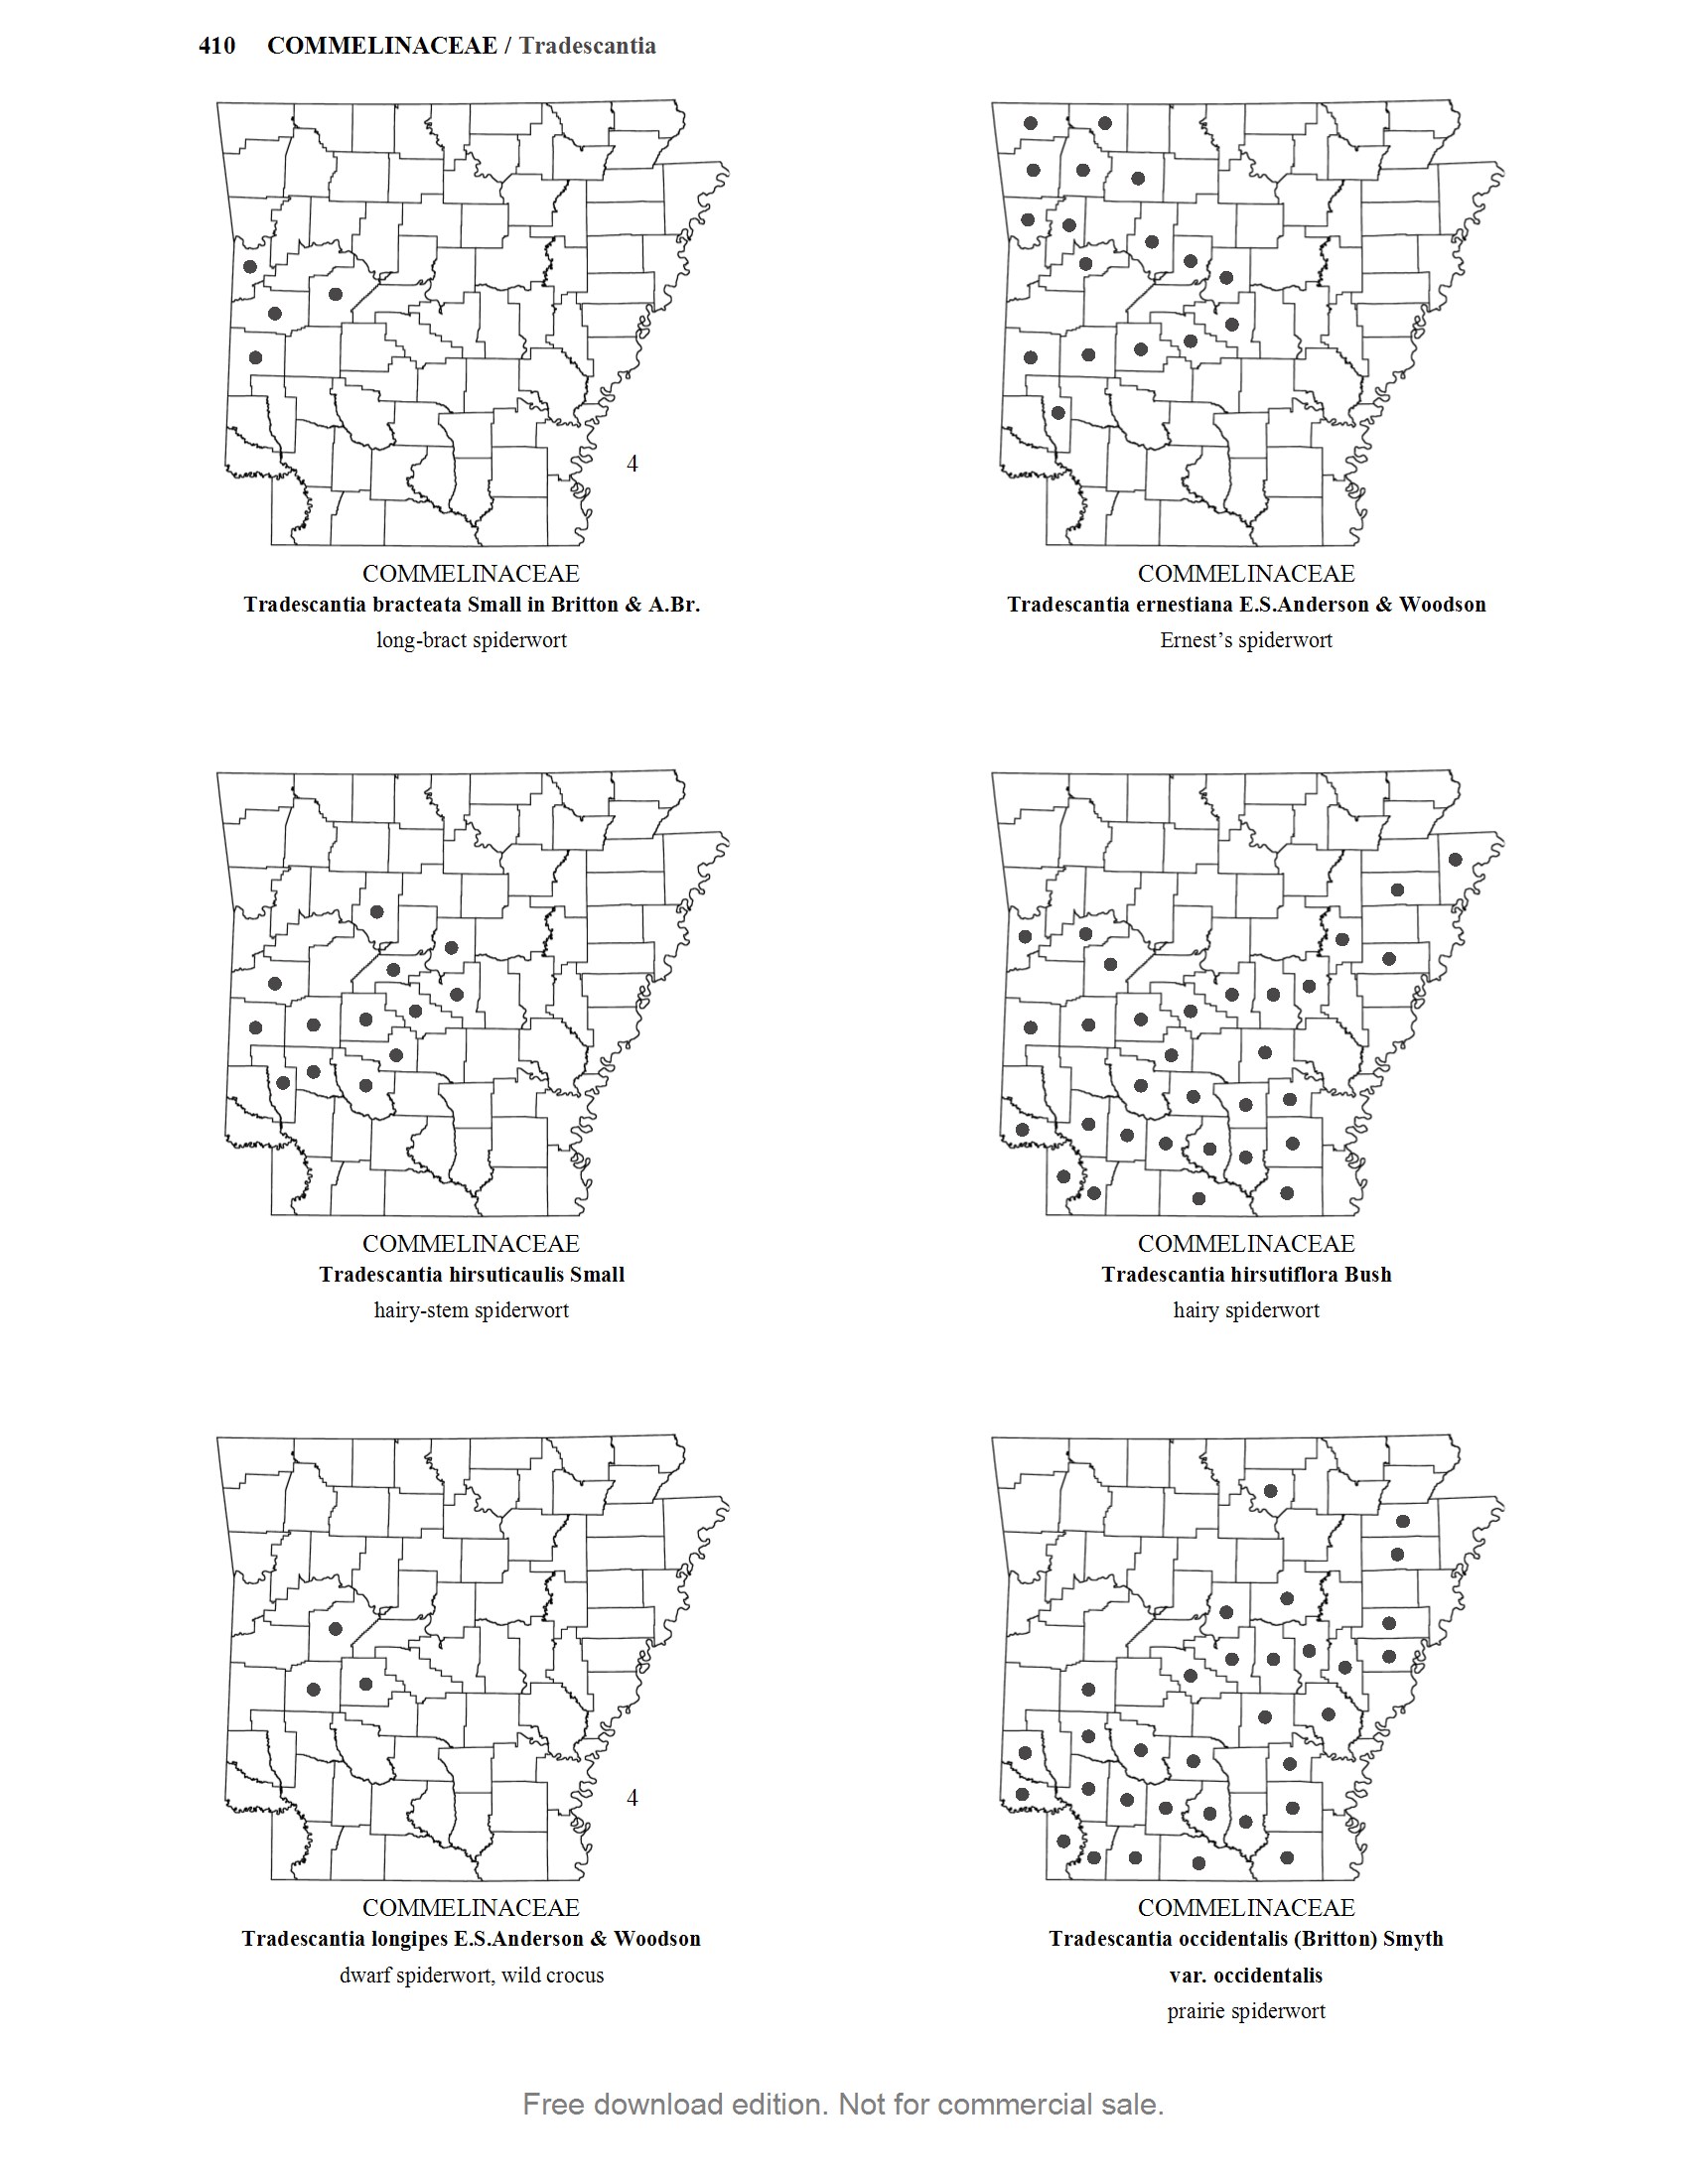 410 COMMELINACEAE / Tradescantia
4
COMMELINACEAE
Tradescantia bracteata Small in Britton & A.Br.
long-bract spiderwort
COMMELINACEAE
Tradescantia ernestiana E.S.Anderson & Woodson
Ernest’s spiderwort
COMMELINACEAE
Tradescantia hirsuticaulis Small
hairy-stem spiderwort
COMMELINACEAE
Tradescantia hirsutiflora Bush
hairy spiderwort
4
COMMELINACEAE
Tradescantia longipes E.S.Anderson & Woodson
dwarf spiderwort, wild crocus
COMMELINACEAE
Tradescantia occidentalis (Britton) Smyth
var. occidentalis
prairie spiderwort
Free download edition. Not for commercial sale.